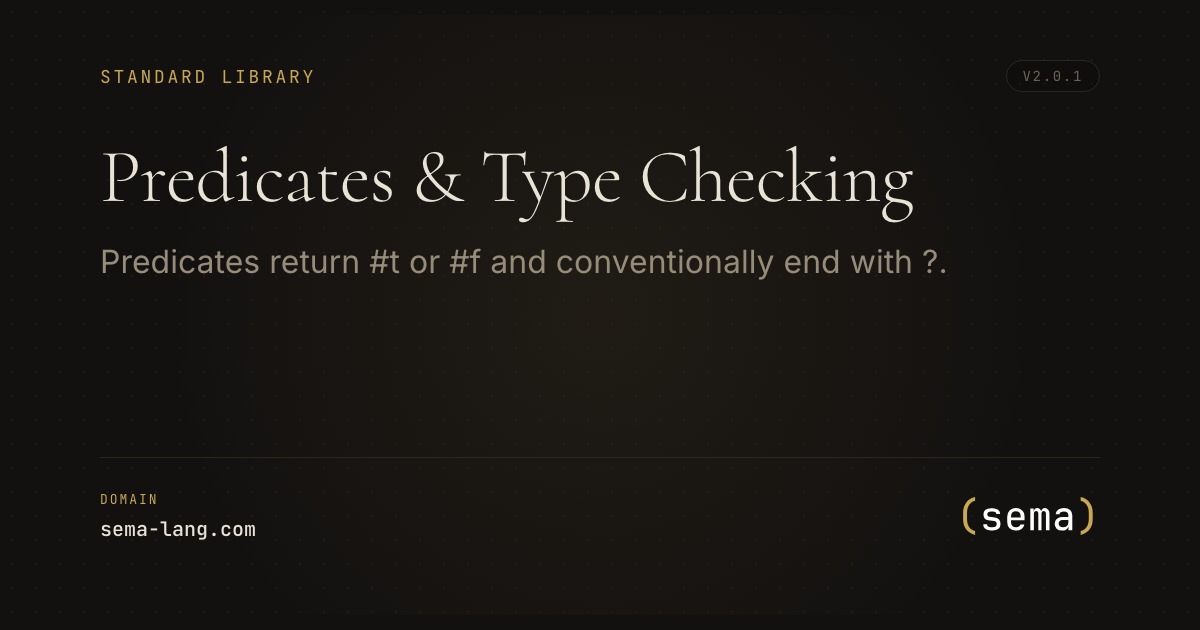 STANDARD LIBRARY
V2.0.1
Predicates & Type Checking
Predicates return #t or #f and conventionally end with ?.
DOMAIN
sema-lang.com
(sema)